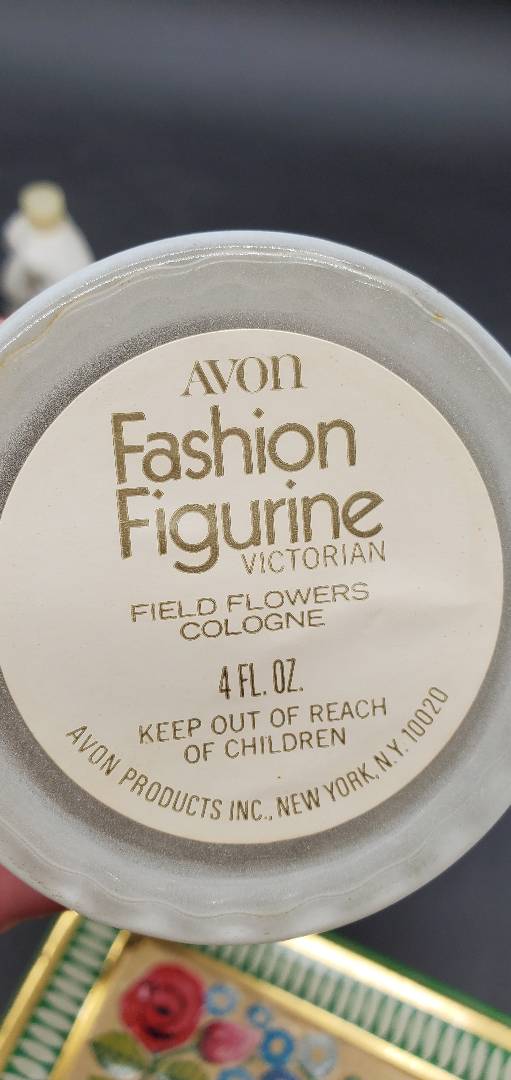 AVON
Fashion
Figurine
VICTORIAN
FIELD FLOWERS
COLOGNE
4 FL. OZ.
KEEP OUT OF REACH
OF CHILDREN
AVON PRODUCTS INC., NEW YORK, N.Y. 10020